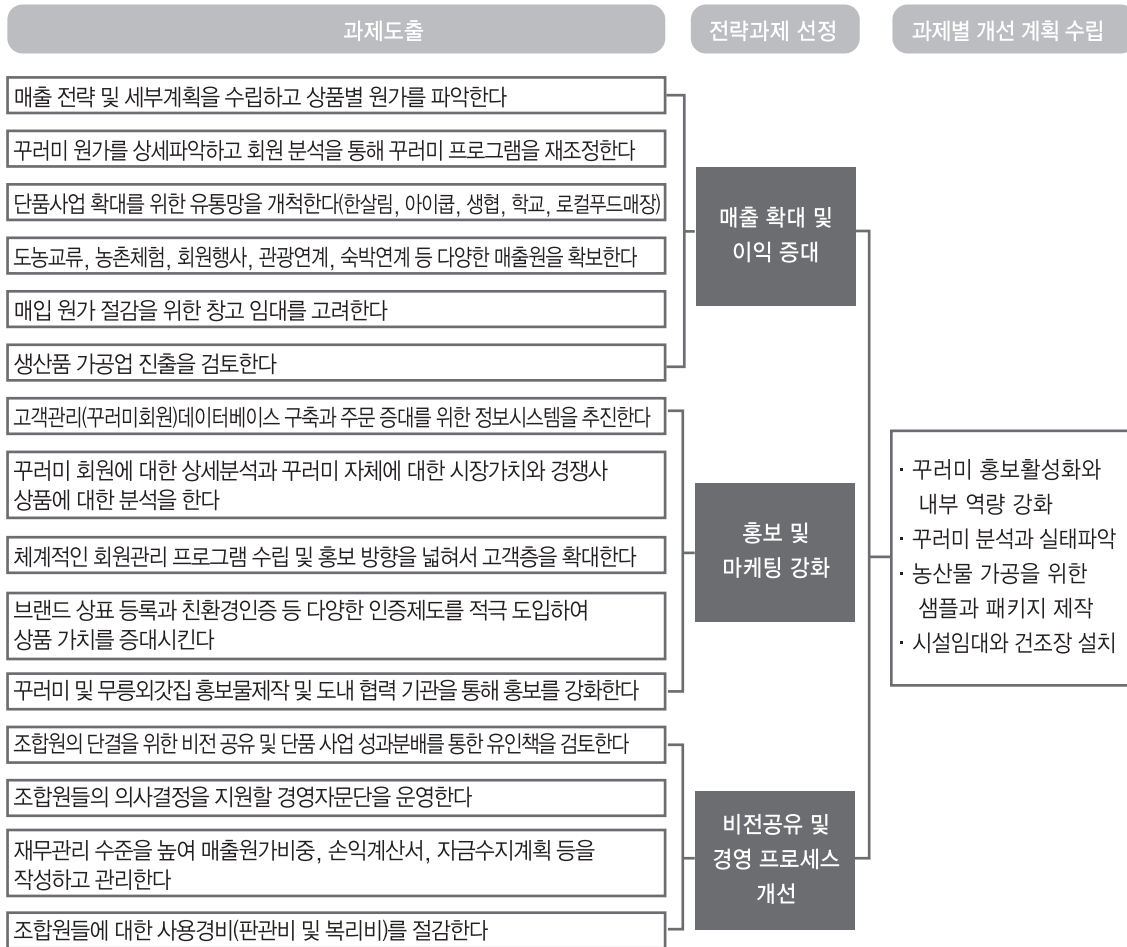 과제도출
전략과제 선정
과제별 개선 계획 수립
매출 전략 및 세부계획을 수립하고 상품별 원가를 파악한다
꾸러미 원가를 상세파악하고 회원 분석을 통해 꾸러미 프로그램을 재조정한다
단품사업 확대를 위한 유통망을 개척한다(한살림, 아이쿱, 생협, 학교, 로컬푸드매장)
도농교류, 농촌체험, 회원행사, 관광연계, 숙박연계 등 다양한 매출원을 확보한다
매입 원가 절감을 위한 창고 임대를 고려한다
생산품 가공업 진출을 검토한다
매출 확대 및
이익 증대
고객관리(꾸러미회원)데이터베이스 구축과 주문 증대를 위한 정보시스템을 추진한다
꾸러미 회원에 대한 상세분석과 꾸러미 자체에 대한 시장가치와 경쟁사
상품에 대한 분석을 한다
체계적인 회원관리 프로그램 수립 및 홍보 방향을 넓혀서 고객층을 확대한다
브랜드 상표 등록과 친환경인증 등 다양한 인증제도를 적극 도입하여
상품 가치를 증대시킨다
꾸러미 및 무릉외갓집 홍보물제작 및 도내 협력 기관을 통해 홍보를 강화한다
홍보 및
마케팅 강화
조합원의 단결을 위한 비전 공유 및 단품 사업 성과분배를 통한 유인책을 검토한다
조합원들의 의사결정을 지원할 경영자문단을 운영한다
재무관리 수준을 높여 매출원가비중, 손익계산서, 자금수지계획 등을
작성하고 관리한다
조합원들에 대한 사용경비(판관비 및 복리비)를 절감한다
비전공유 및
경영 프로세스
개선
· 꾸러미 홍보활성화와
내부 역량 강화
· 꾸러미 분석과 실태파악
· 농산물 가공을 위한
샘플과 패키지 제작
· 시설임대와 건조장 설치